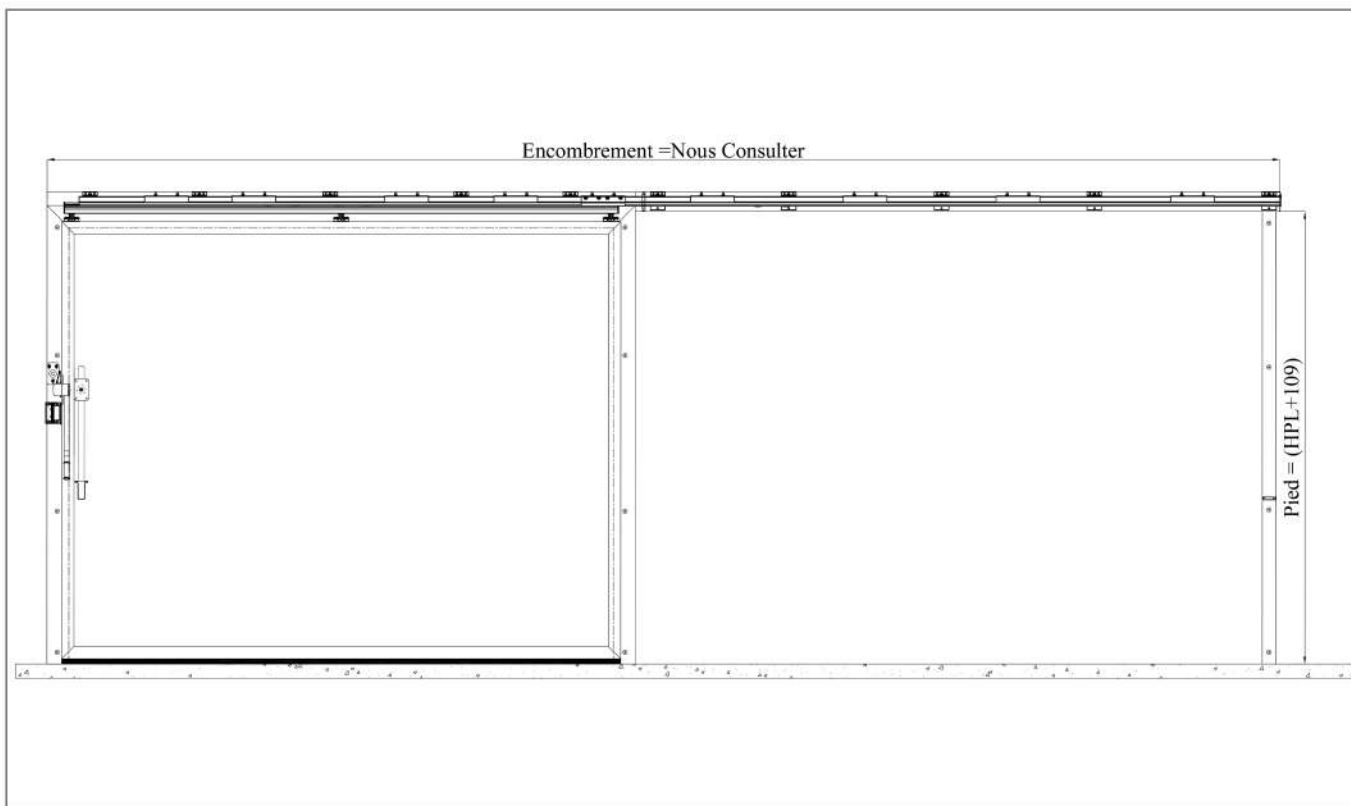 Encombrement =Nous Consulter
Pied = (HPL+109)